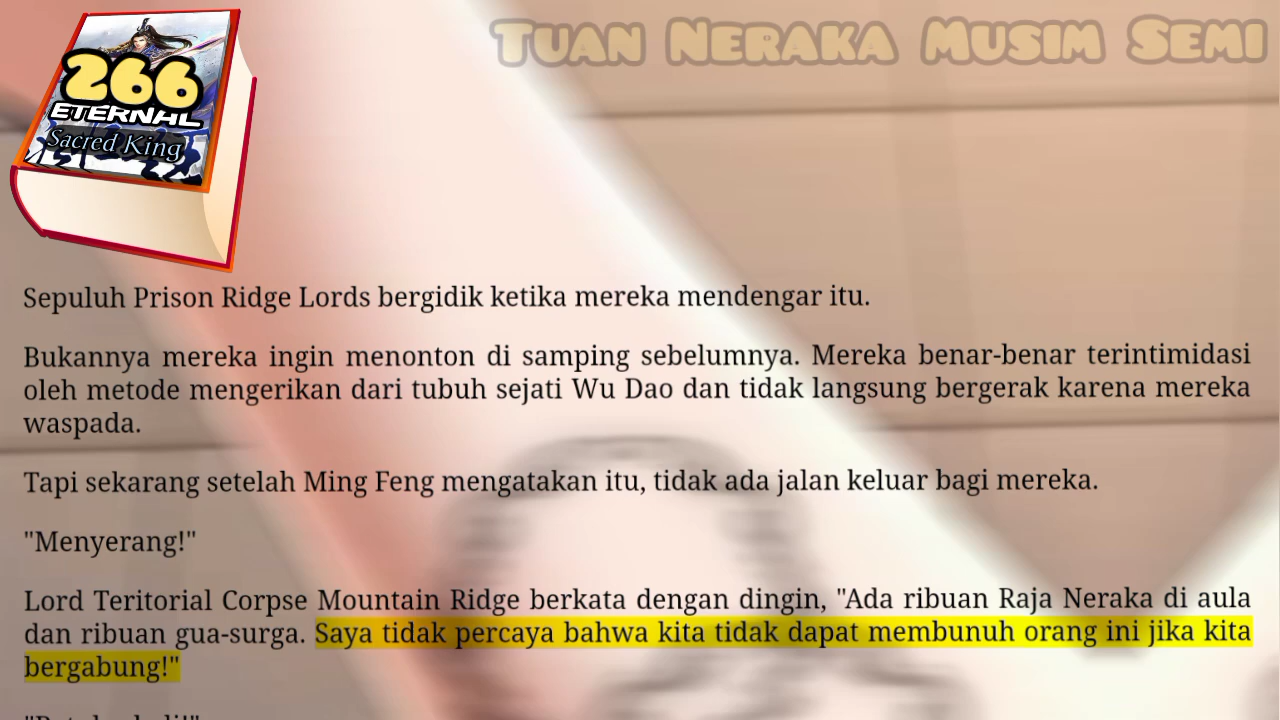 Tuan Neraka Musim Semi
266
ETERNAL
Sacred King
Sepuluh Prison Ridge Lords bergidik ketika mereka mendengar itu.
Bukannya mereka ingin menonton di samping sebelumnya. Mereka benar-benar terintimidasi
oleh metode mengerikan dari tubuh sejati Wu Dao dan tidak langsung bergerak karena mereka
waspada.
Tapi sekarang setelah Ming Feng mengatakan itu, tidak ada jalan keluar bagi mereka.
"Menyerang!"
Lord Teritorial Corpse Mountain Ridge berkata dengan dingin, "Ada ribuan Raja Neraka di aula
dan ribuan gua-surga. Saya tidak percaya bahwa kita tidak dapat membunuh orang ini jika kita
bergabung!"